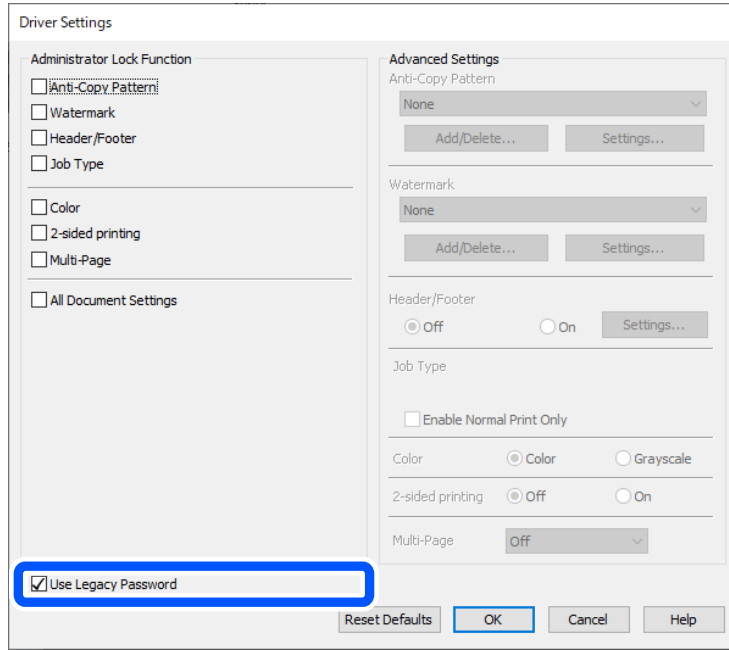 Driver Settings
Administrator Lock Function
Anti-Copy Pattern
Watermark
Header/Footer
Job Type
Color
2-sided printing
Multi-Page
All Document Settings
Use Legacy Password
Advanced Settings
Anti-Copy Pattern
None
Add/Delete... Settings...
Watermark
None
Add/Delete... Settings...
Header/Footer
Off On Settings...
Job Type
Enable Normal Print Only
Color Color Grayscale
2-sided printing Off On
Multi-Page Off
Reset Defaults OK Cancel Help